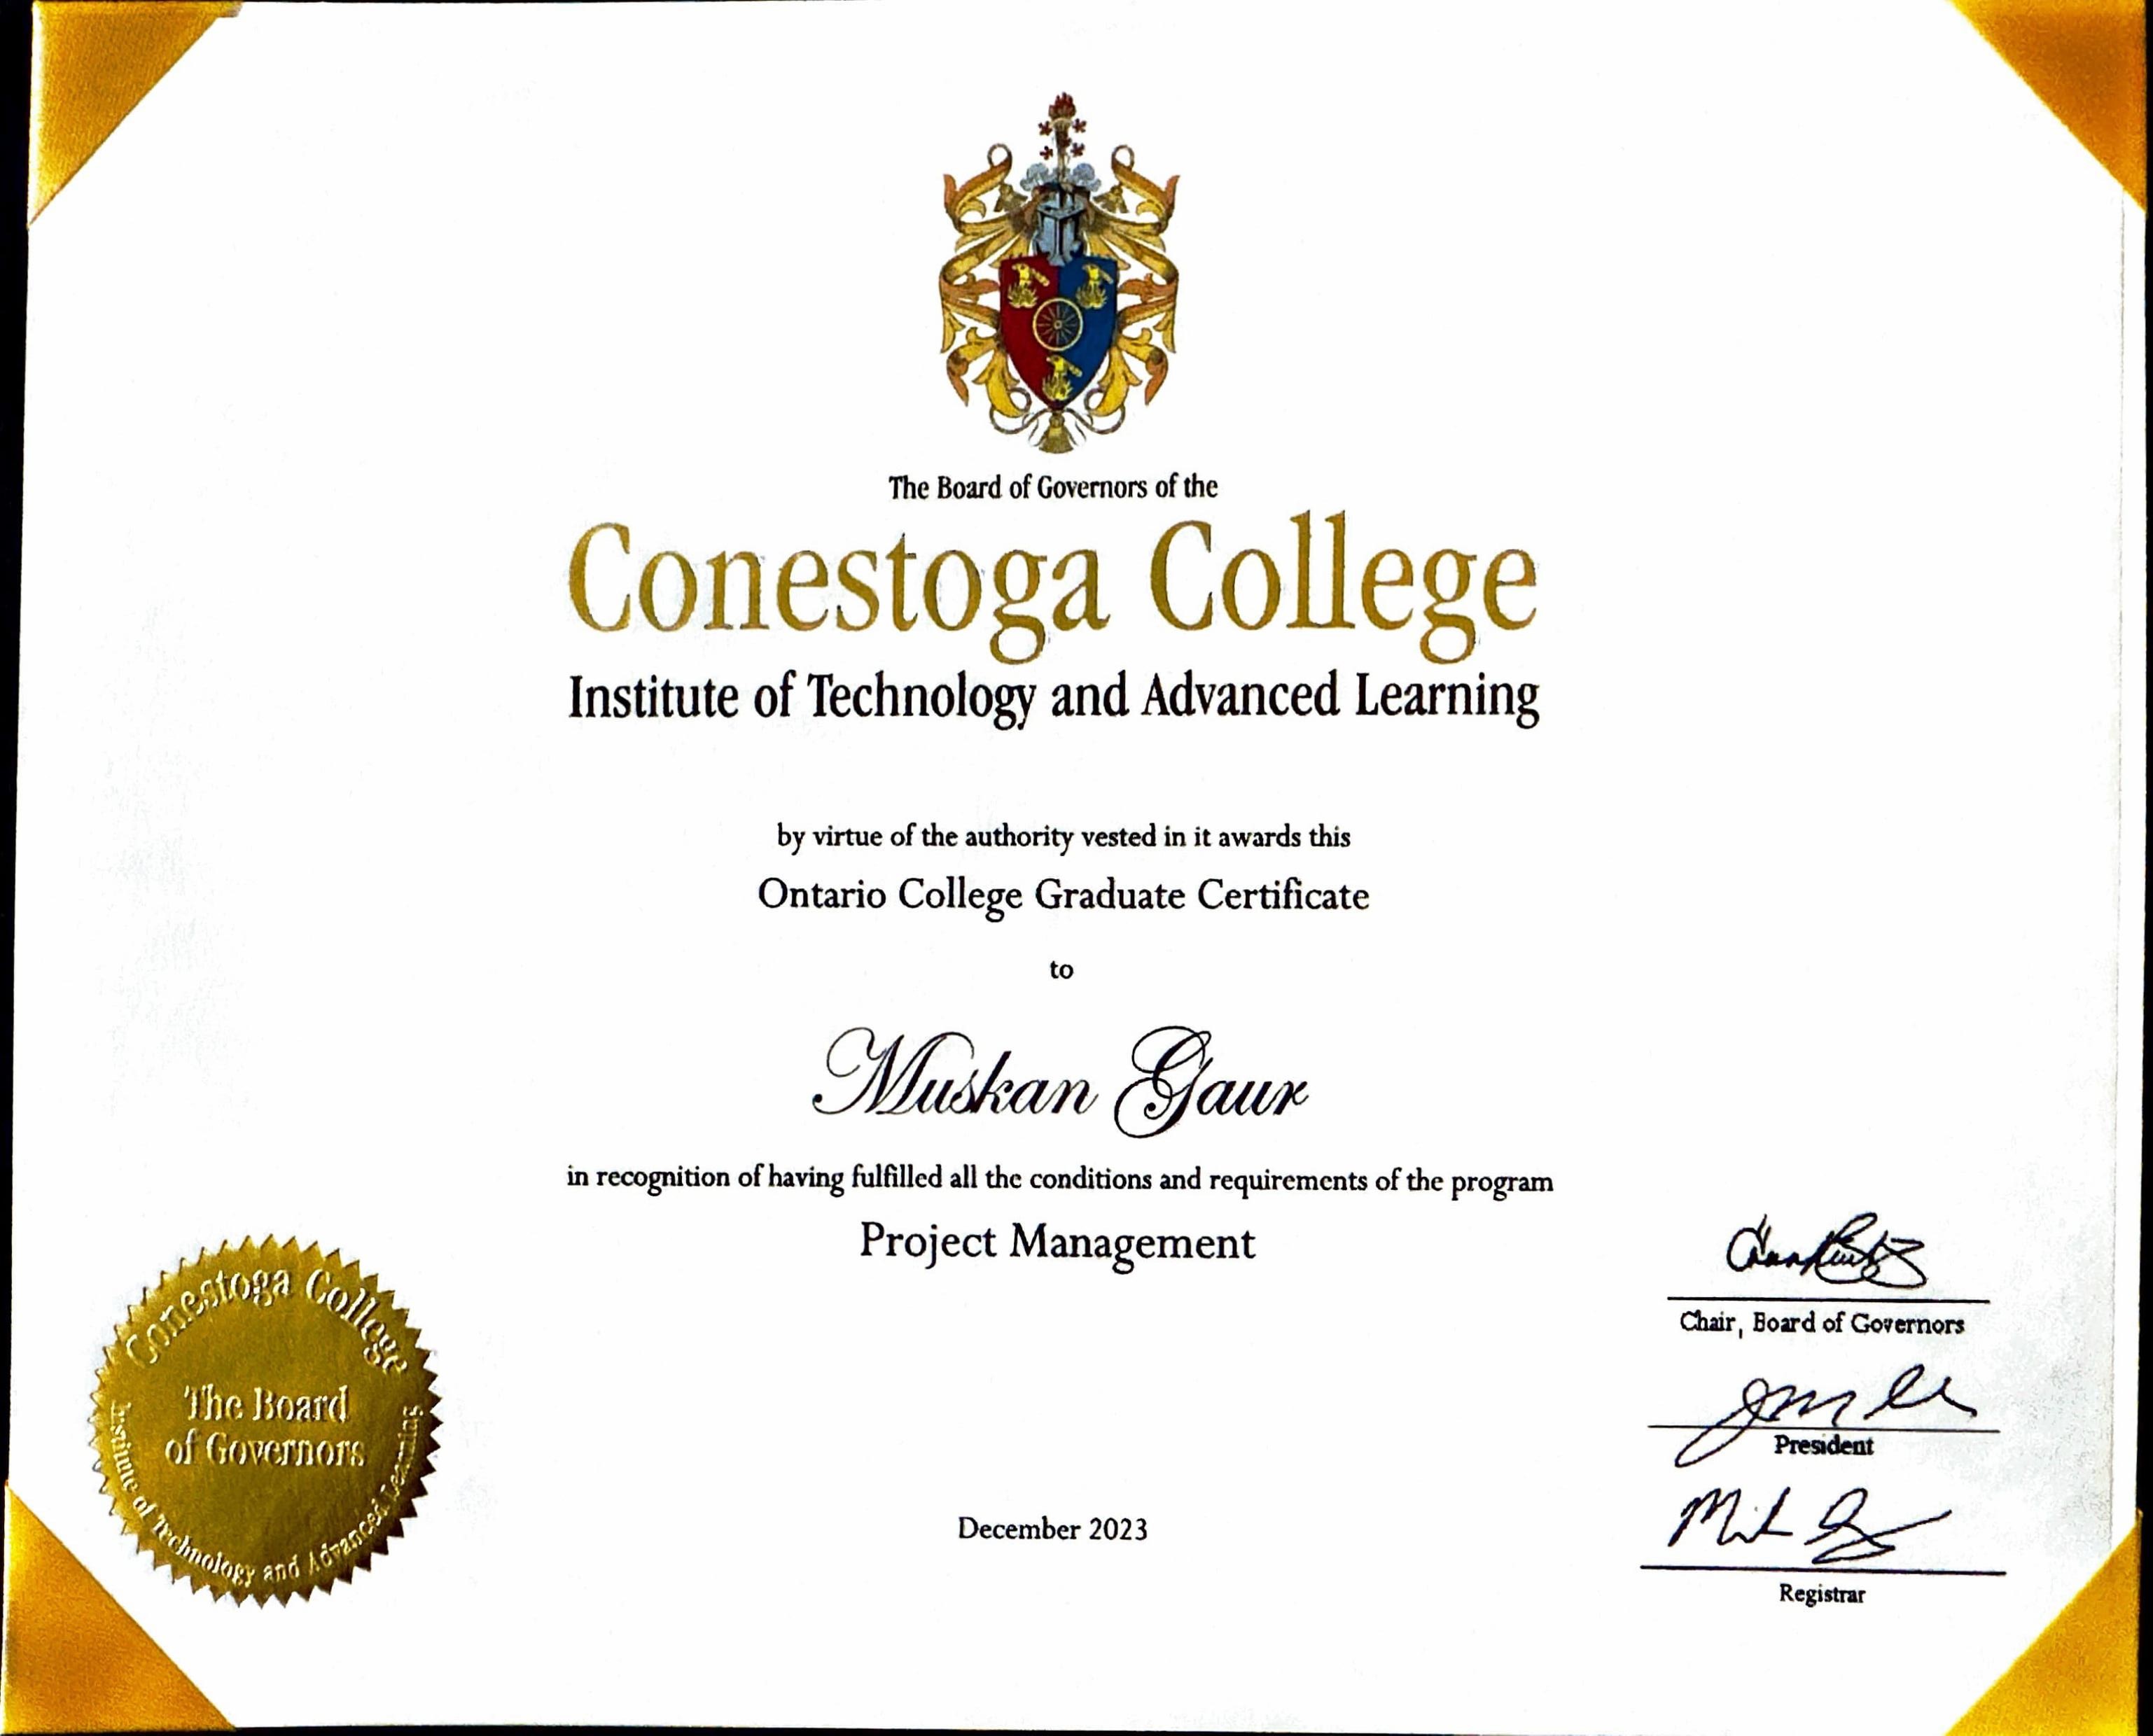 The Board of Governors of the
Conestoga College
Institute of Technology and Advanced Learning
by virtue of the authority vested in it awards this
Ontario College Graduate Certificate
to
Muskan Gaur
in recognition of having fulfilled all the conditions and requirements of the program
Project Management
Chair, Board of Governors
President
Registrar
December 2023
Conestoga College
The Board
of Governors
Institute of Technology and Advanced Learning